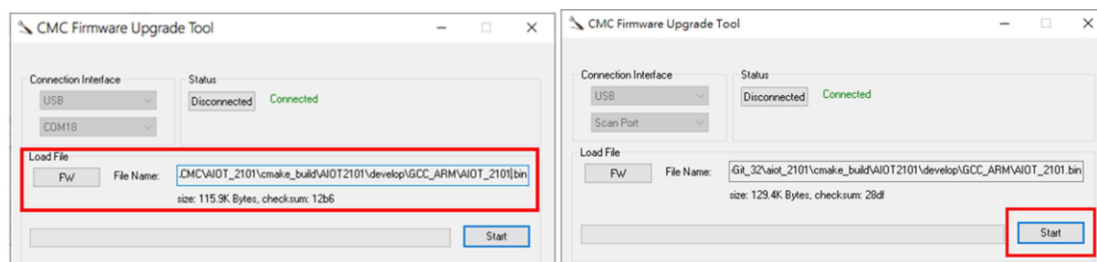 CMC Firmware Upgrade Tool
Connection Interface
Status
USB
Disconnected
Connected
COM18
Load File
FW
File Name:
.CMC\AIOT_2101\cmake_build\AIOT2101\develop\GCC_ARM\AIOT_2101.bin
size: 115.9K Bytes, checksum: 12b6
Start
CMC Firmware Upgrade Tool
Connection Interface
Status
USB
Disconnected
Connected
Scan Port
Load File
FW
File Name:
-Git_32\aiot_2101\cmake_build\AIOT2101\develop\GCC_ARM\AIOT_2101.bin
size: 129.4K Bytes, checksum: 28df
Start